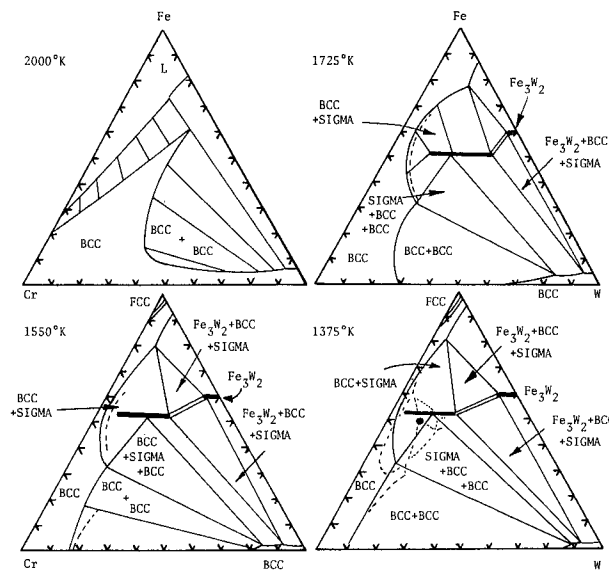 Fe
2000°K
L
BCC
BCC
+
BCC
Cr
Fe
1725°K
Fe3W2
BCC
+SIGMA
Fe3W2+BCC
+SIGMA
SIGMA
+BCC
+BCC
BCC
BCC+BCC
BCC
W
FCC
1550°K
Fe3W2+BCC
+SIGMA
Fe3W2
BCC
+SIGMA
Fe3W2+BCC
+SIGMA
BCC
+SIGMA
+BCC
BCC
BCC
+
BCC
Cr
BCC
FCC
1375°K
Fe3W2+BCC
+SIGMA
BCC+SIGMA
Fe3W2
Fe3W2+BCC
+SIGMA
SIGMA
+BCC
+BCC
BCC
BCC+BCC
W